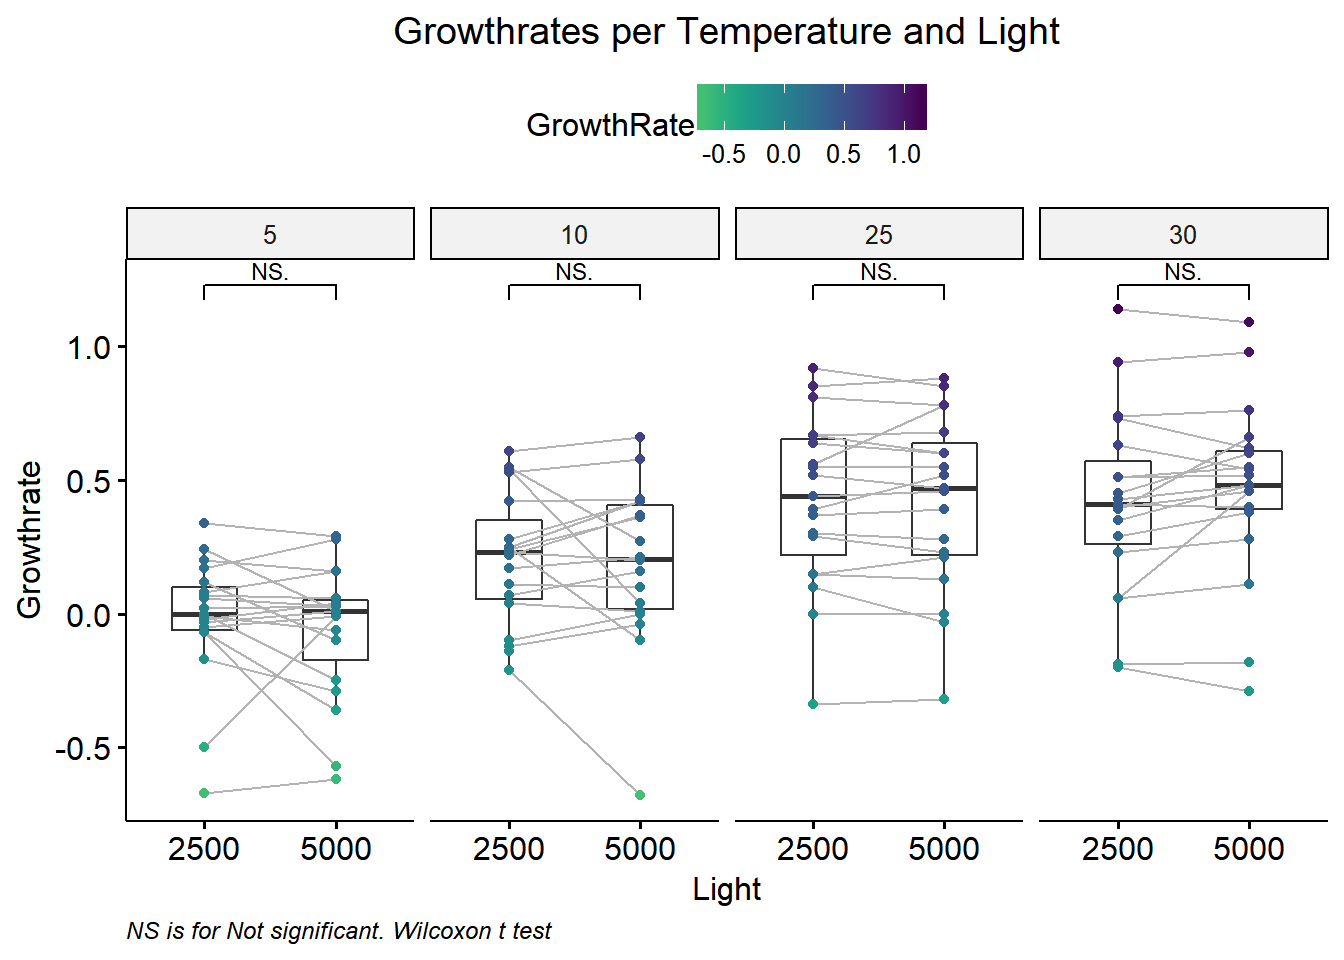 Growthrates per Temperature and Light
GrowthRate
-0.5 0.0 0.5 1.0
5 10 25 30
NS. NS. NS. NS.
1.0
0.5
0.0
-0.5
Growthrate
2500 5000 2500 5000 2500 5000 2500 5000
Light
NS is for Not significant. Wilcoxon t test